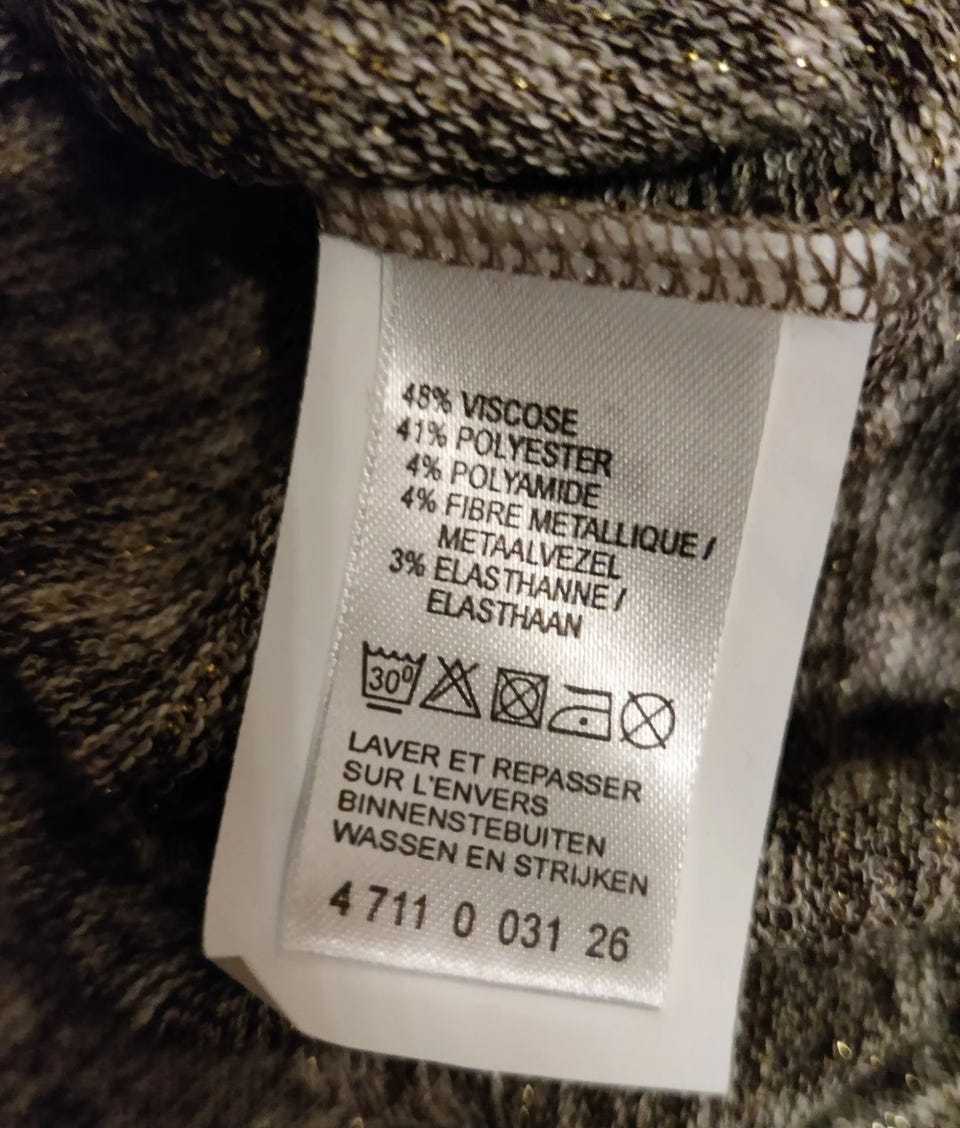 48% VISCOSE
41% POLYESTER
4% POLYAMIDE
4% FIBRE METALLIQUE /
METAALVEZEL
3% ELASTHANNE /
ELASTHAAN
30°
LAVER ET REPASSER
SUR L'ENVERS
BINNENSTEBUITEN
WASSEN EN STRIJKEN
4 711 0 031 26